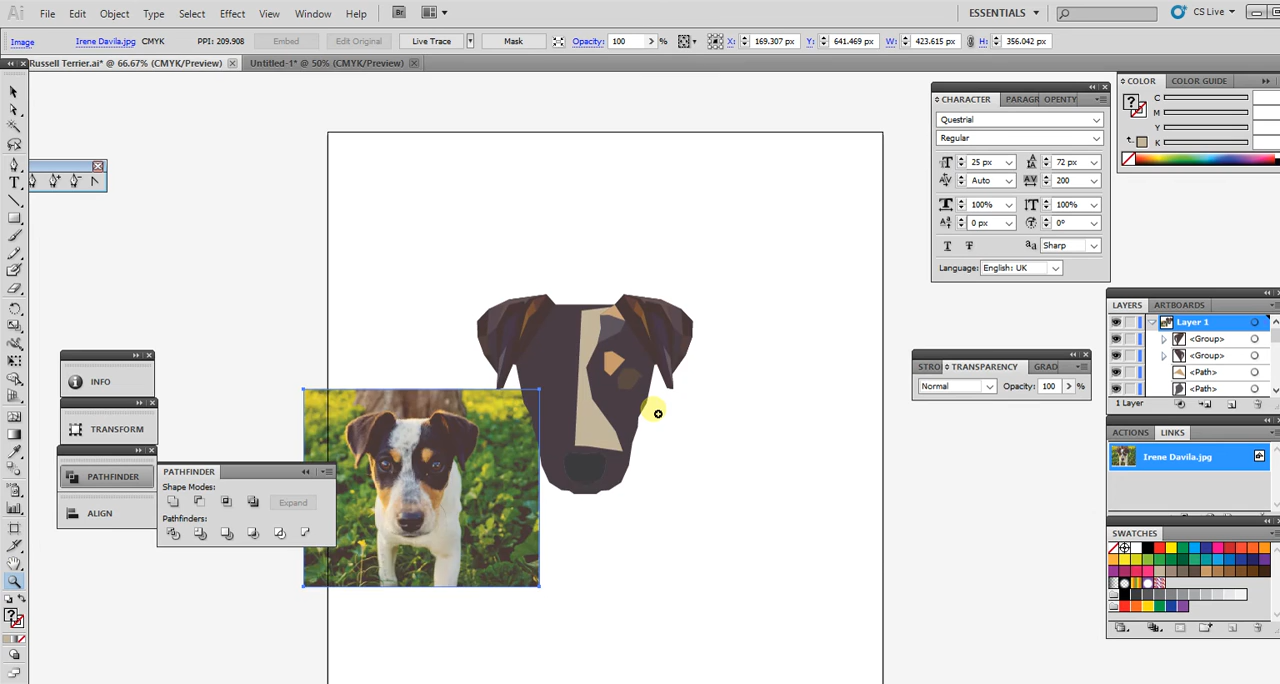 Ai File Edit Object Type Select Effect View Window Help Br ESSENTIALS CS Live
Image Irene Davila.jpg CMYK PPI: 209.908 Embed Edit Original Live Trace Mask Opacity: 100 % X: 169.307 px Y: 641.469 px W: 423.615 px H: 356.042 px
Russell Terrier.ai* @ 66.67% (CMYK/Preview) Untitled-1* @ 50% (CMYK/Preview)
COLOR COLOR GUIDE
C
M
Y
K
CHARACTER PARAGR OPENTY
Questrial
Regular
25 px 72 px
Auto 200
100% 100%
0 px 0°
Sharp
Language: English: UK
LAYERS ARTBOARDS
Layer 1
<Group>
<Group>
<Path>
<Path>
1 Layer
STRO TRANSPARENCY GRAD
Normal Opacity: 100
ACTIONS LINKS
Irene Davila.jpg
SWATCHES
INFO
TRANSFORM
PATHFINDER
ALIGN
PATHFINDER
Shape Modes:
Expand
Pathfinders: